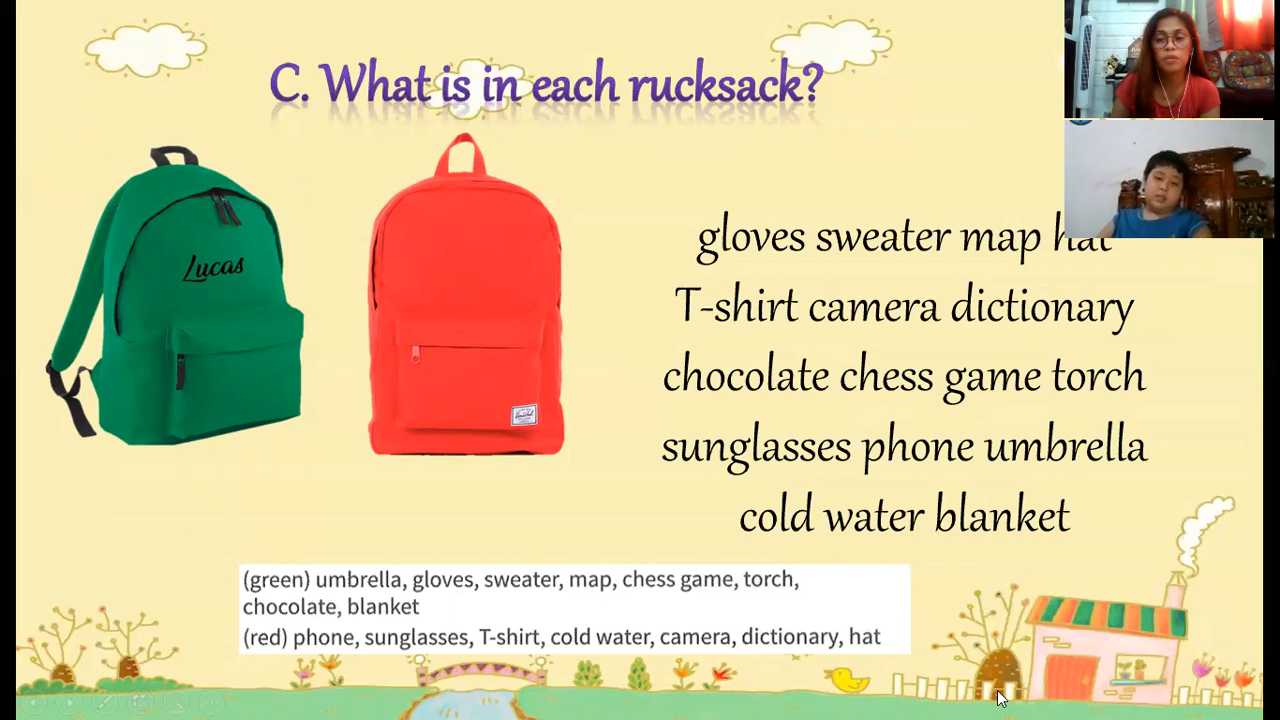 C. What is in each rucksack?
Lucas
gloves sweater map hat
T-shirt camera dictionary
chocolate chess game torch
sunglasses phone umbrella
cold water blanket
(green) umbrella, gloves, sweater, map, chess game, torch,
chocolate, blanket
(red) phone, sunglasses, T-shirt, cold water, camera, dictionary, hat